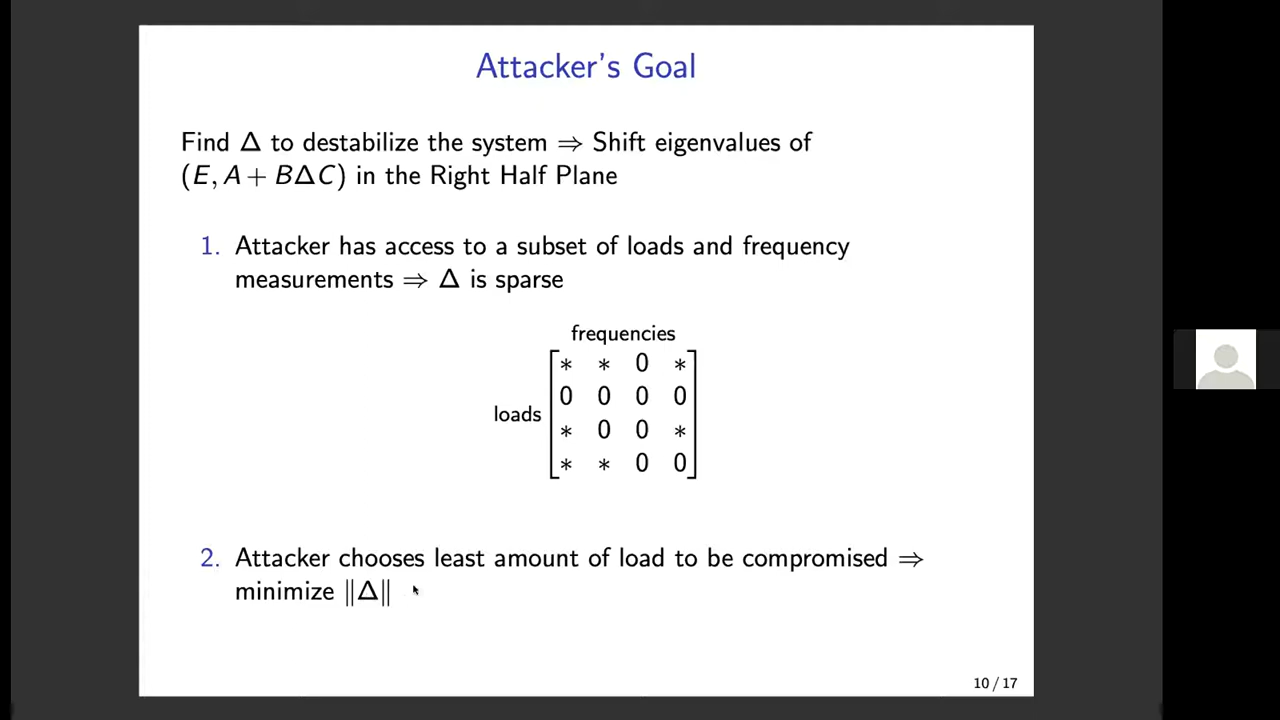 Attacker's Goal
Find Δ to destabilize the system ⇒ Shift eigenvalues of
(E, A + BΔC) in the Right Half Plane
1. Attacker has access to a subset of loads and frequency
measurements ⇒ Δ is sparse
frequencies
* * 0 *
0 0 0 0
loads
* 0 0 *
* * 0 0
2. Attacker chooses least amount of load to be compromised ⇒
minimize ‖Δ‖
10 / 17